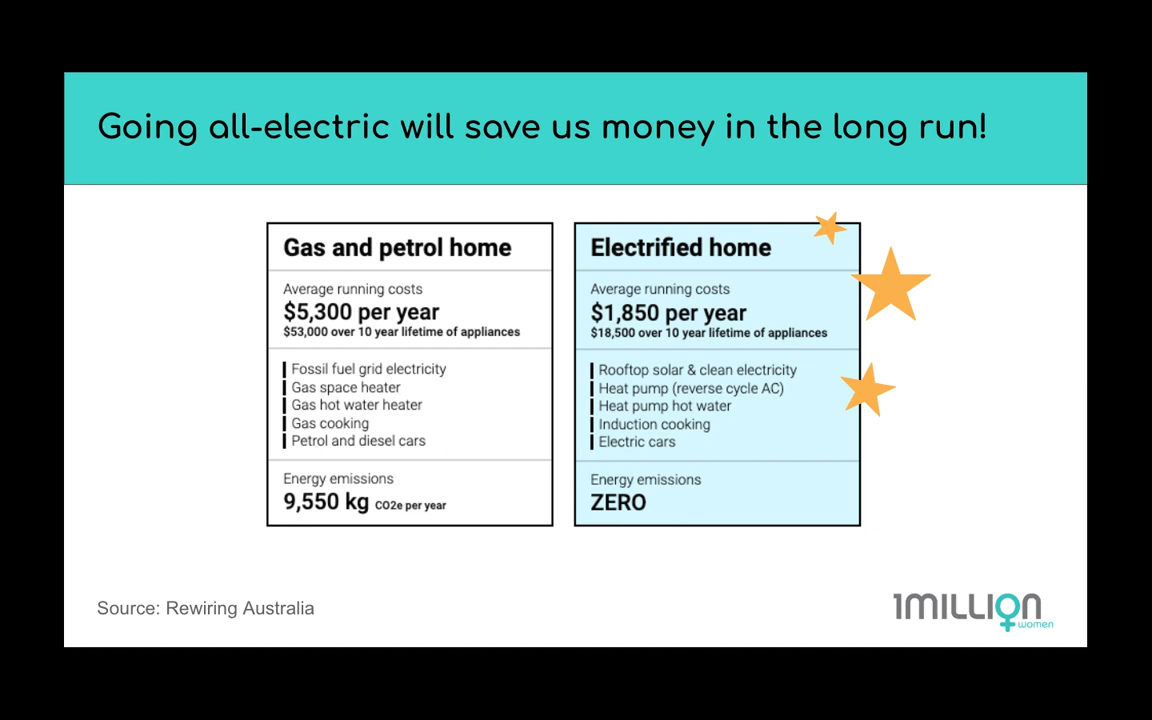 Going all-electric will save us money in the long run!
Gas and petrol home
Average running costs
$5,300 per year
$53,000 over 10 year lifetime of appliances
Fossil fuel grid electricity
Gas space heater
Gas hot water heater
Gas cooking
Petrol and diesel cars
Energy emissions
9,550 kg CO2e per year
Electrified home
Average running costs
$1,850 per year
$18,500 over 10 year lifetime of appliances
Rooftop solar & clean electricity
Heat pump (reverse cycle AC)
Heat pump hot water
Induction cooking
Electric cars
Energy emissions
ZERO
Source: Rewiring Australia
1MILLION
women